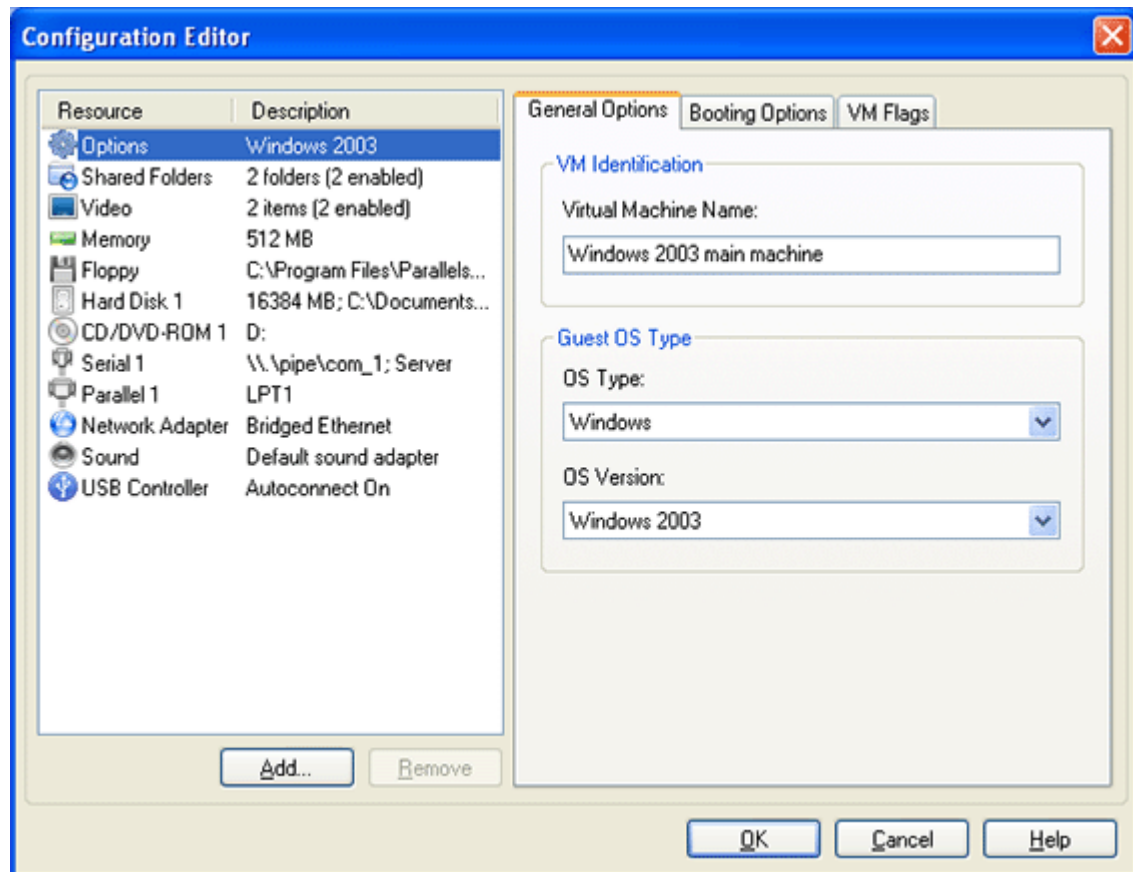 Configuration Editor
Resource Description
Options Windows 2003
Shared Folders 2 folders (2 enabled)
Video 2 items (2 enabled)
Memory 512 MB
Floppy C:\Program Files\Parallels...
Hard Disk 1 16384 MB; C:\Documents...
CD/DVD-ROM 1 D:
Serial 1 \\.\pipe\com_1; Server
Parallel 1 LPT1
Network Adapter Bridged Ethernet
Sound Default sound adapter
USB Controller Autoconnect On
Add... Remove
General Options Booting Options VM Flags
VM Identification
Virtual Machine Name:
Windows 2003 main machine
Guest OS Type
OS Type:
Windows
OS Version:
Windows 2003
OK Cancel Help